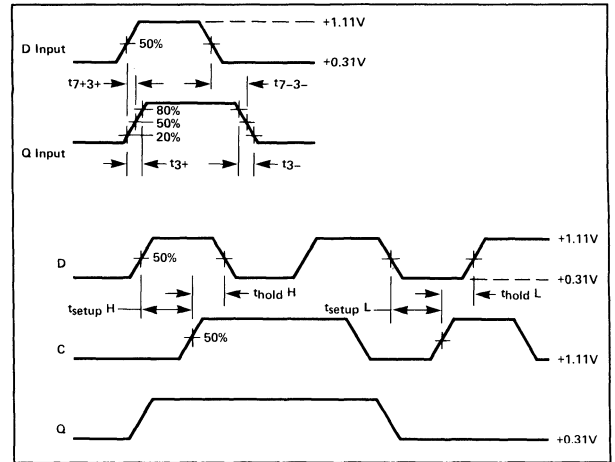 +1.11V
D Input
50%
+0.31V
t7+3+
t7–3–
80%
50%
20%
Q Input
t3+
t3–
D
50%
+1.11V
+0.31V
tsetup H
thold H
tsetup L
thold L
C
50%
+1.11V
Q
+0.31V